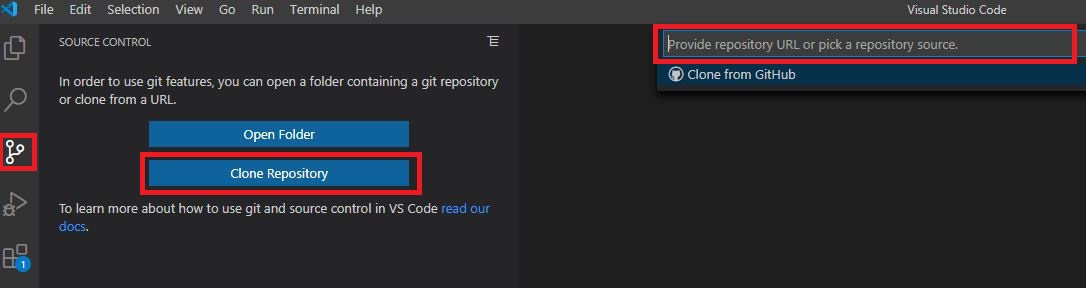 File Edit Selection View Go Run Terminal Help Visual Studio Code
SOURCE CONTROL
Provide repository URL or pick a repository source.
Clone from GitHub
In order to use git features, you can open a folder containing a git repository
or clone from a URL.
Open Folder
Clone Repository
To learn more about how to use git and source control in VS Code read our
docs.
1